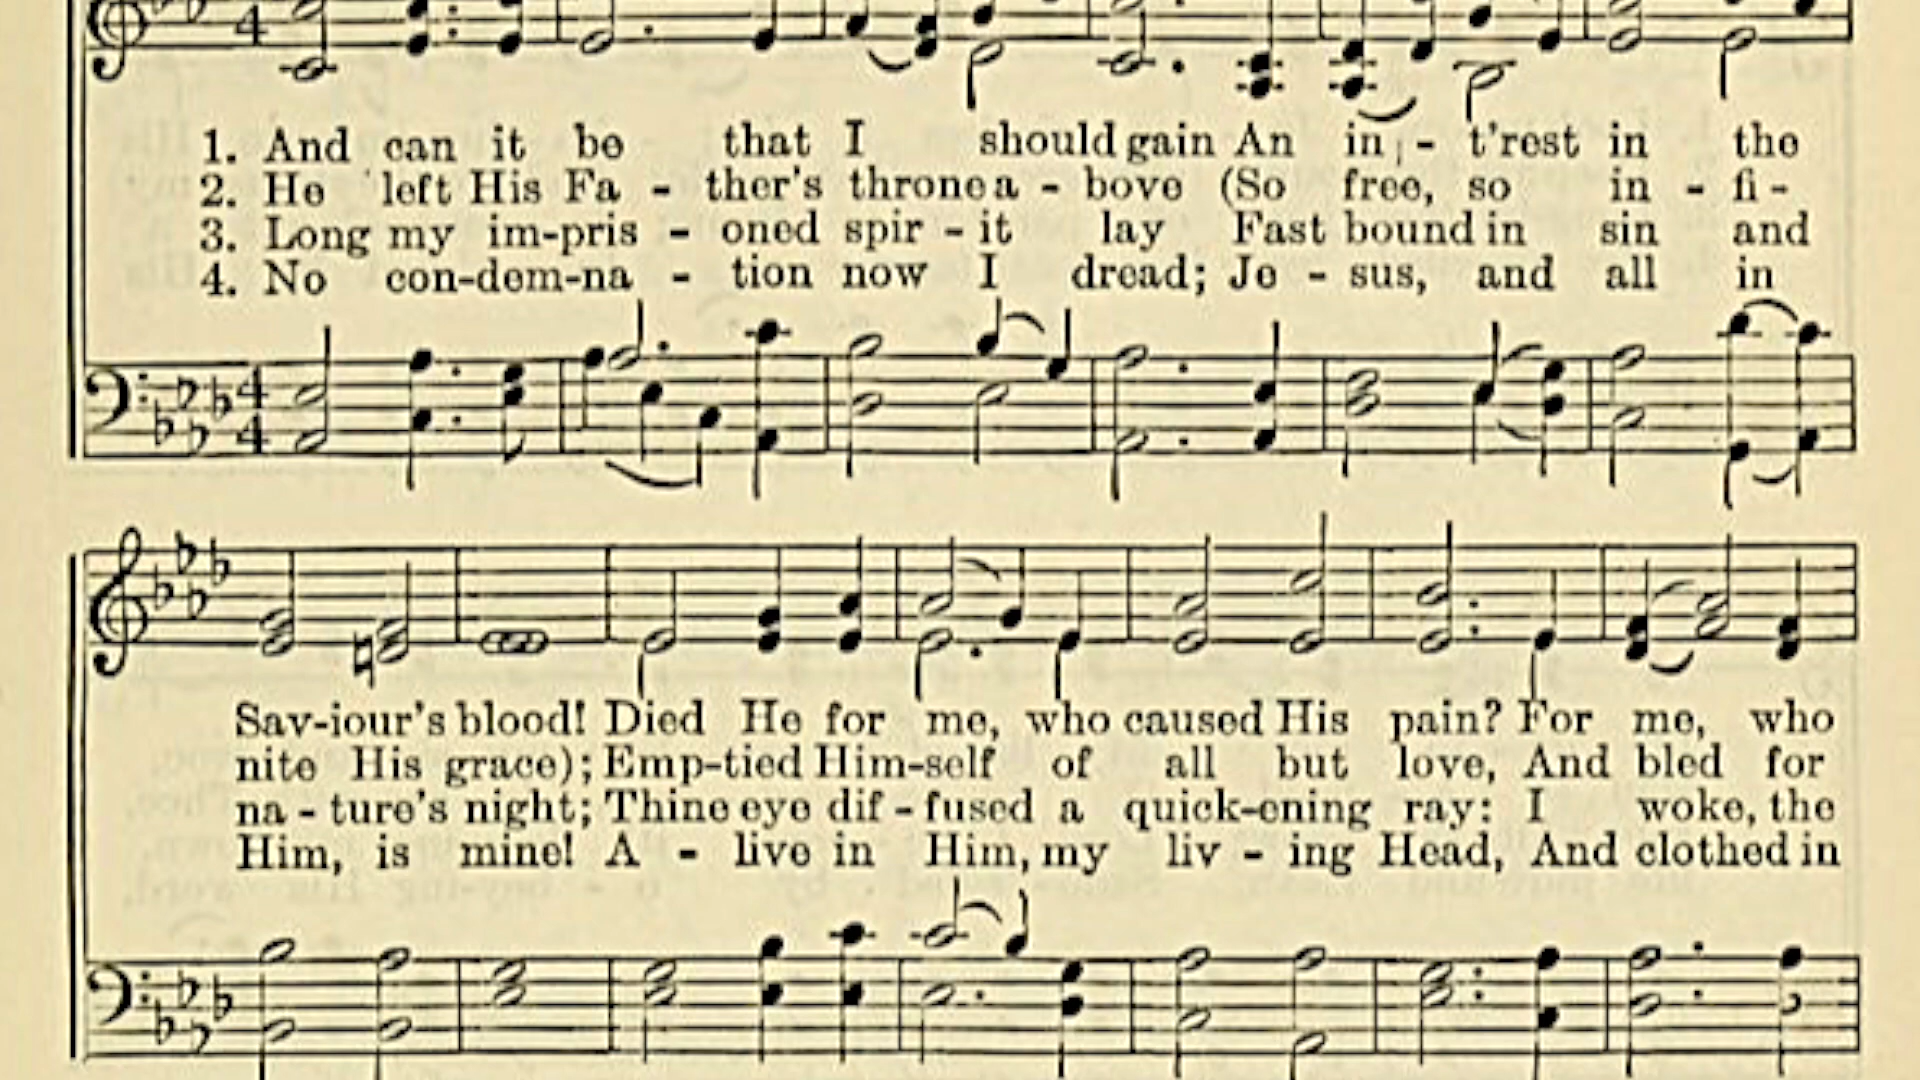 1. And can it be that I should gain An in - t'rest in the
2. He left His Fa - ther's throne a - bove (So free, so in - fi -
3. Long my im-pris - oned spir - it lay Fast bound in sin and
4. No con-dem-na - tion now I dread; Je - sus, and all in
Sav-iour's blood! Died He for me, who caused His pain? For me, who
nite His grace); Emp-tied Him-self of all but love, And bled for
na - ture's night; Thine eye dif - fused a quick-ening ray: I woke, the
Him, is mine! A - live in Him, my liv - ing Head, And clothed in